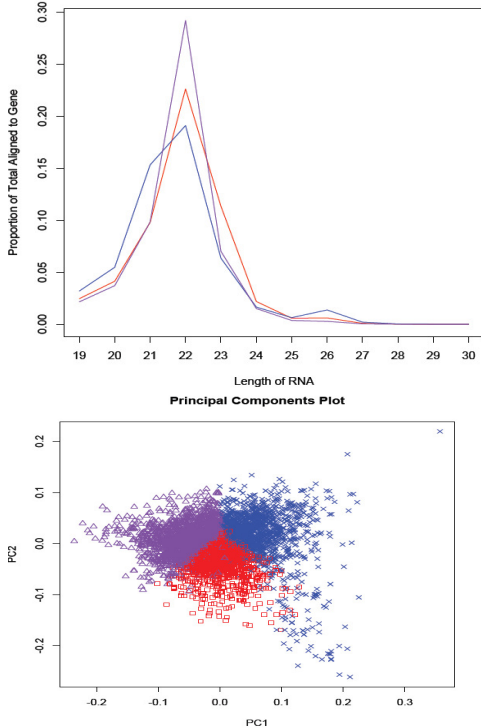 Proportion of Total Aligned to Gene
0.30
0.25
0.20
0.15
0.10
0.05
0.00
19 20 21 22 23 24 25 26 27 28 29 30
Length of RNA
Principal Components Plot
PC2
0.2
0.1
0.0
-0.1
-0.2
-0.2 -0.1 0.0 0.1 0.2 0.3
PC1